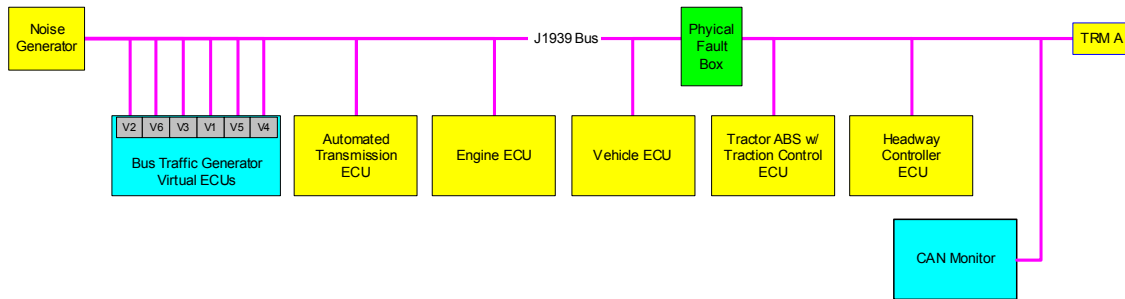 Noise
Generator
J1939 Bus
Phyical
Fault
Box
TRM A
V2 V6 V3 V1 V5 V4
Bus Traffic Generator
Virtual ECUs
Automated
Transmission
ECU
Engine ECU
Vehicle ECU
Tractor ABS w/
Traction Control
ECU
Headway
Controller
ECU
CAN Monitor